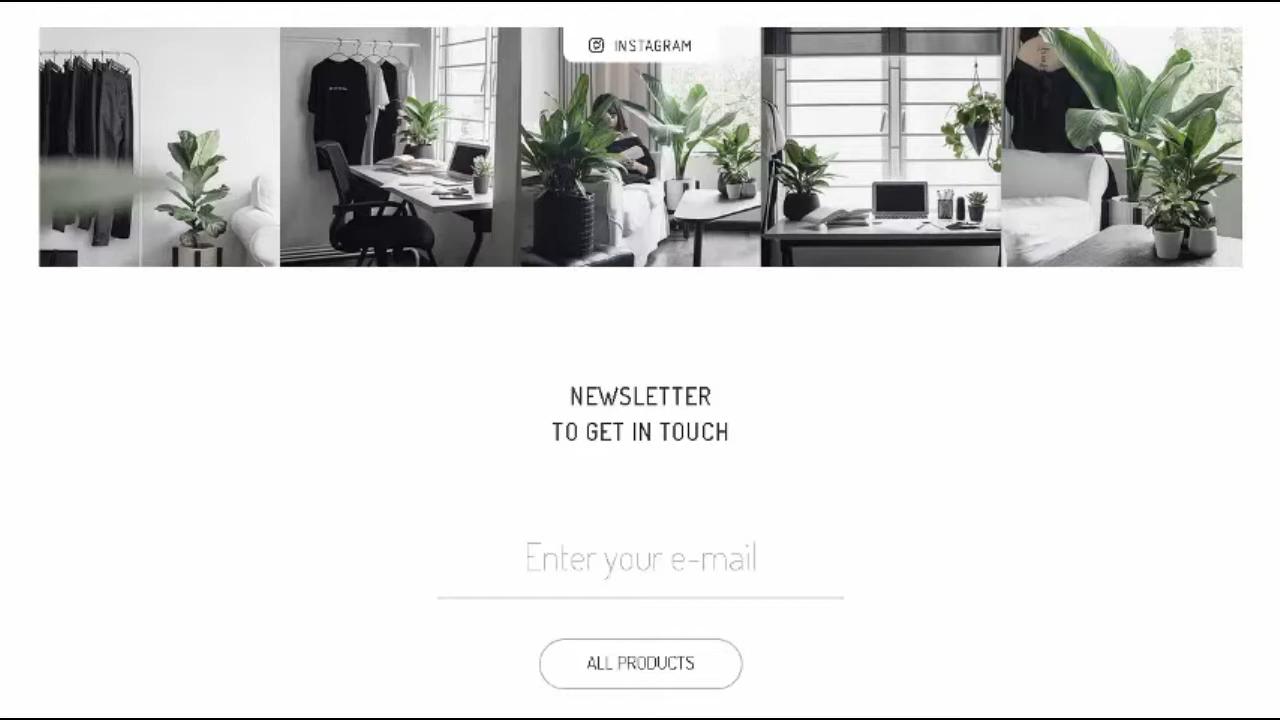 INSTAGRAM
NEWSLETTER
TO GET IN TOUCH
Enter your e-mail
ALL PRODUCTS